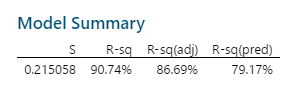 Model Summary
S R-sq R-sq(adj) R-sq(pred)
0.215058 90.74% 86.69% 79.17%